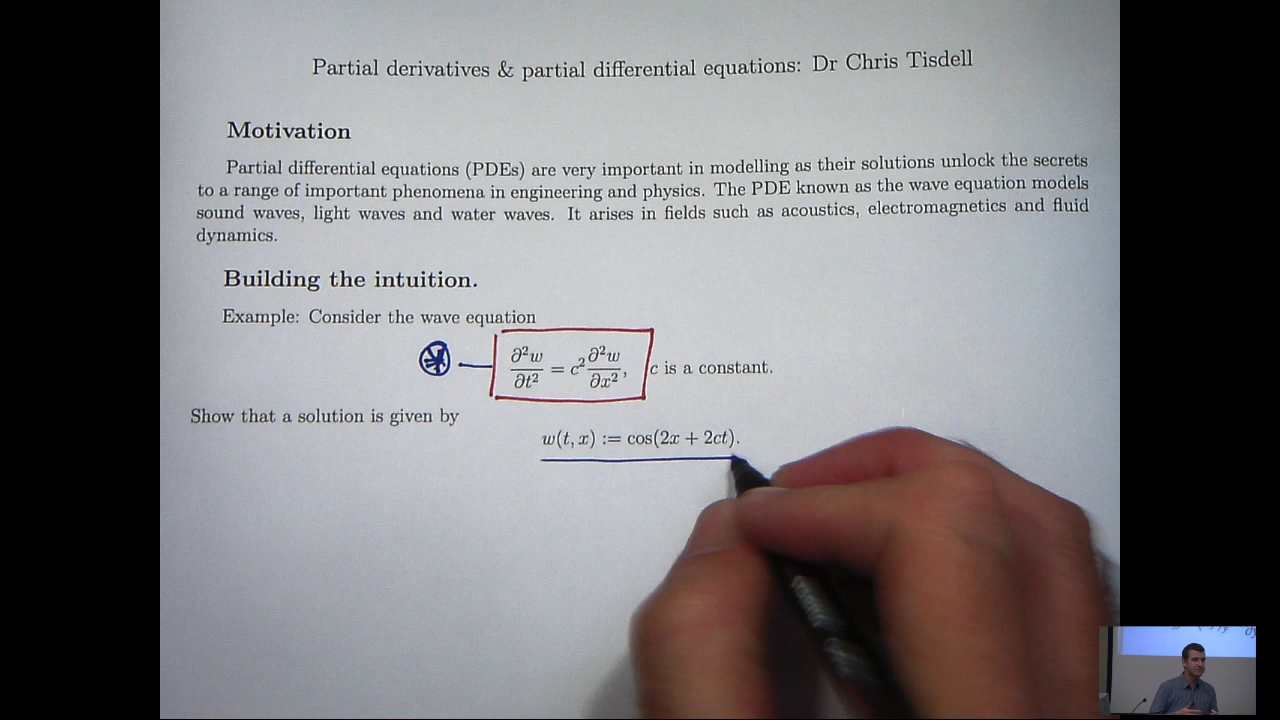 Partial derivatives & partial differential equations: Dr Chris Tisdell
Motivation
Partial differential equations (PDEs) are very important in modelling as their solutions unlock the secrets
to a range of important phenomena in engineering and physics. The PDE known as the wave equation models
sound waves, light waves and water waves. It arises in fields such as acoustics, electromagnetics and fluid
dynamics.
Building the intuition.
Example: Consider the wave equation
∂²w/∂t² = c² ∂²w/∂x², c is a constant.
Show that a solution is given by
w(t, x) := cos(2x + 2ct).